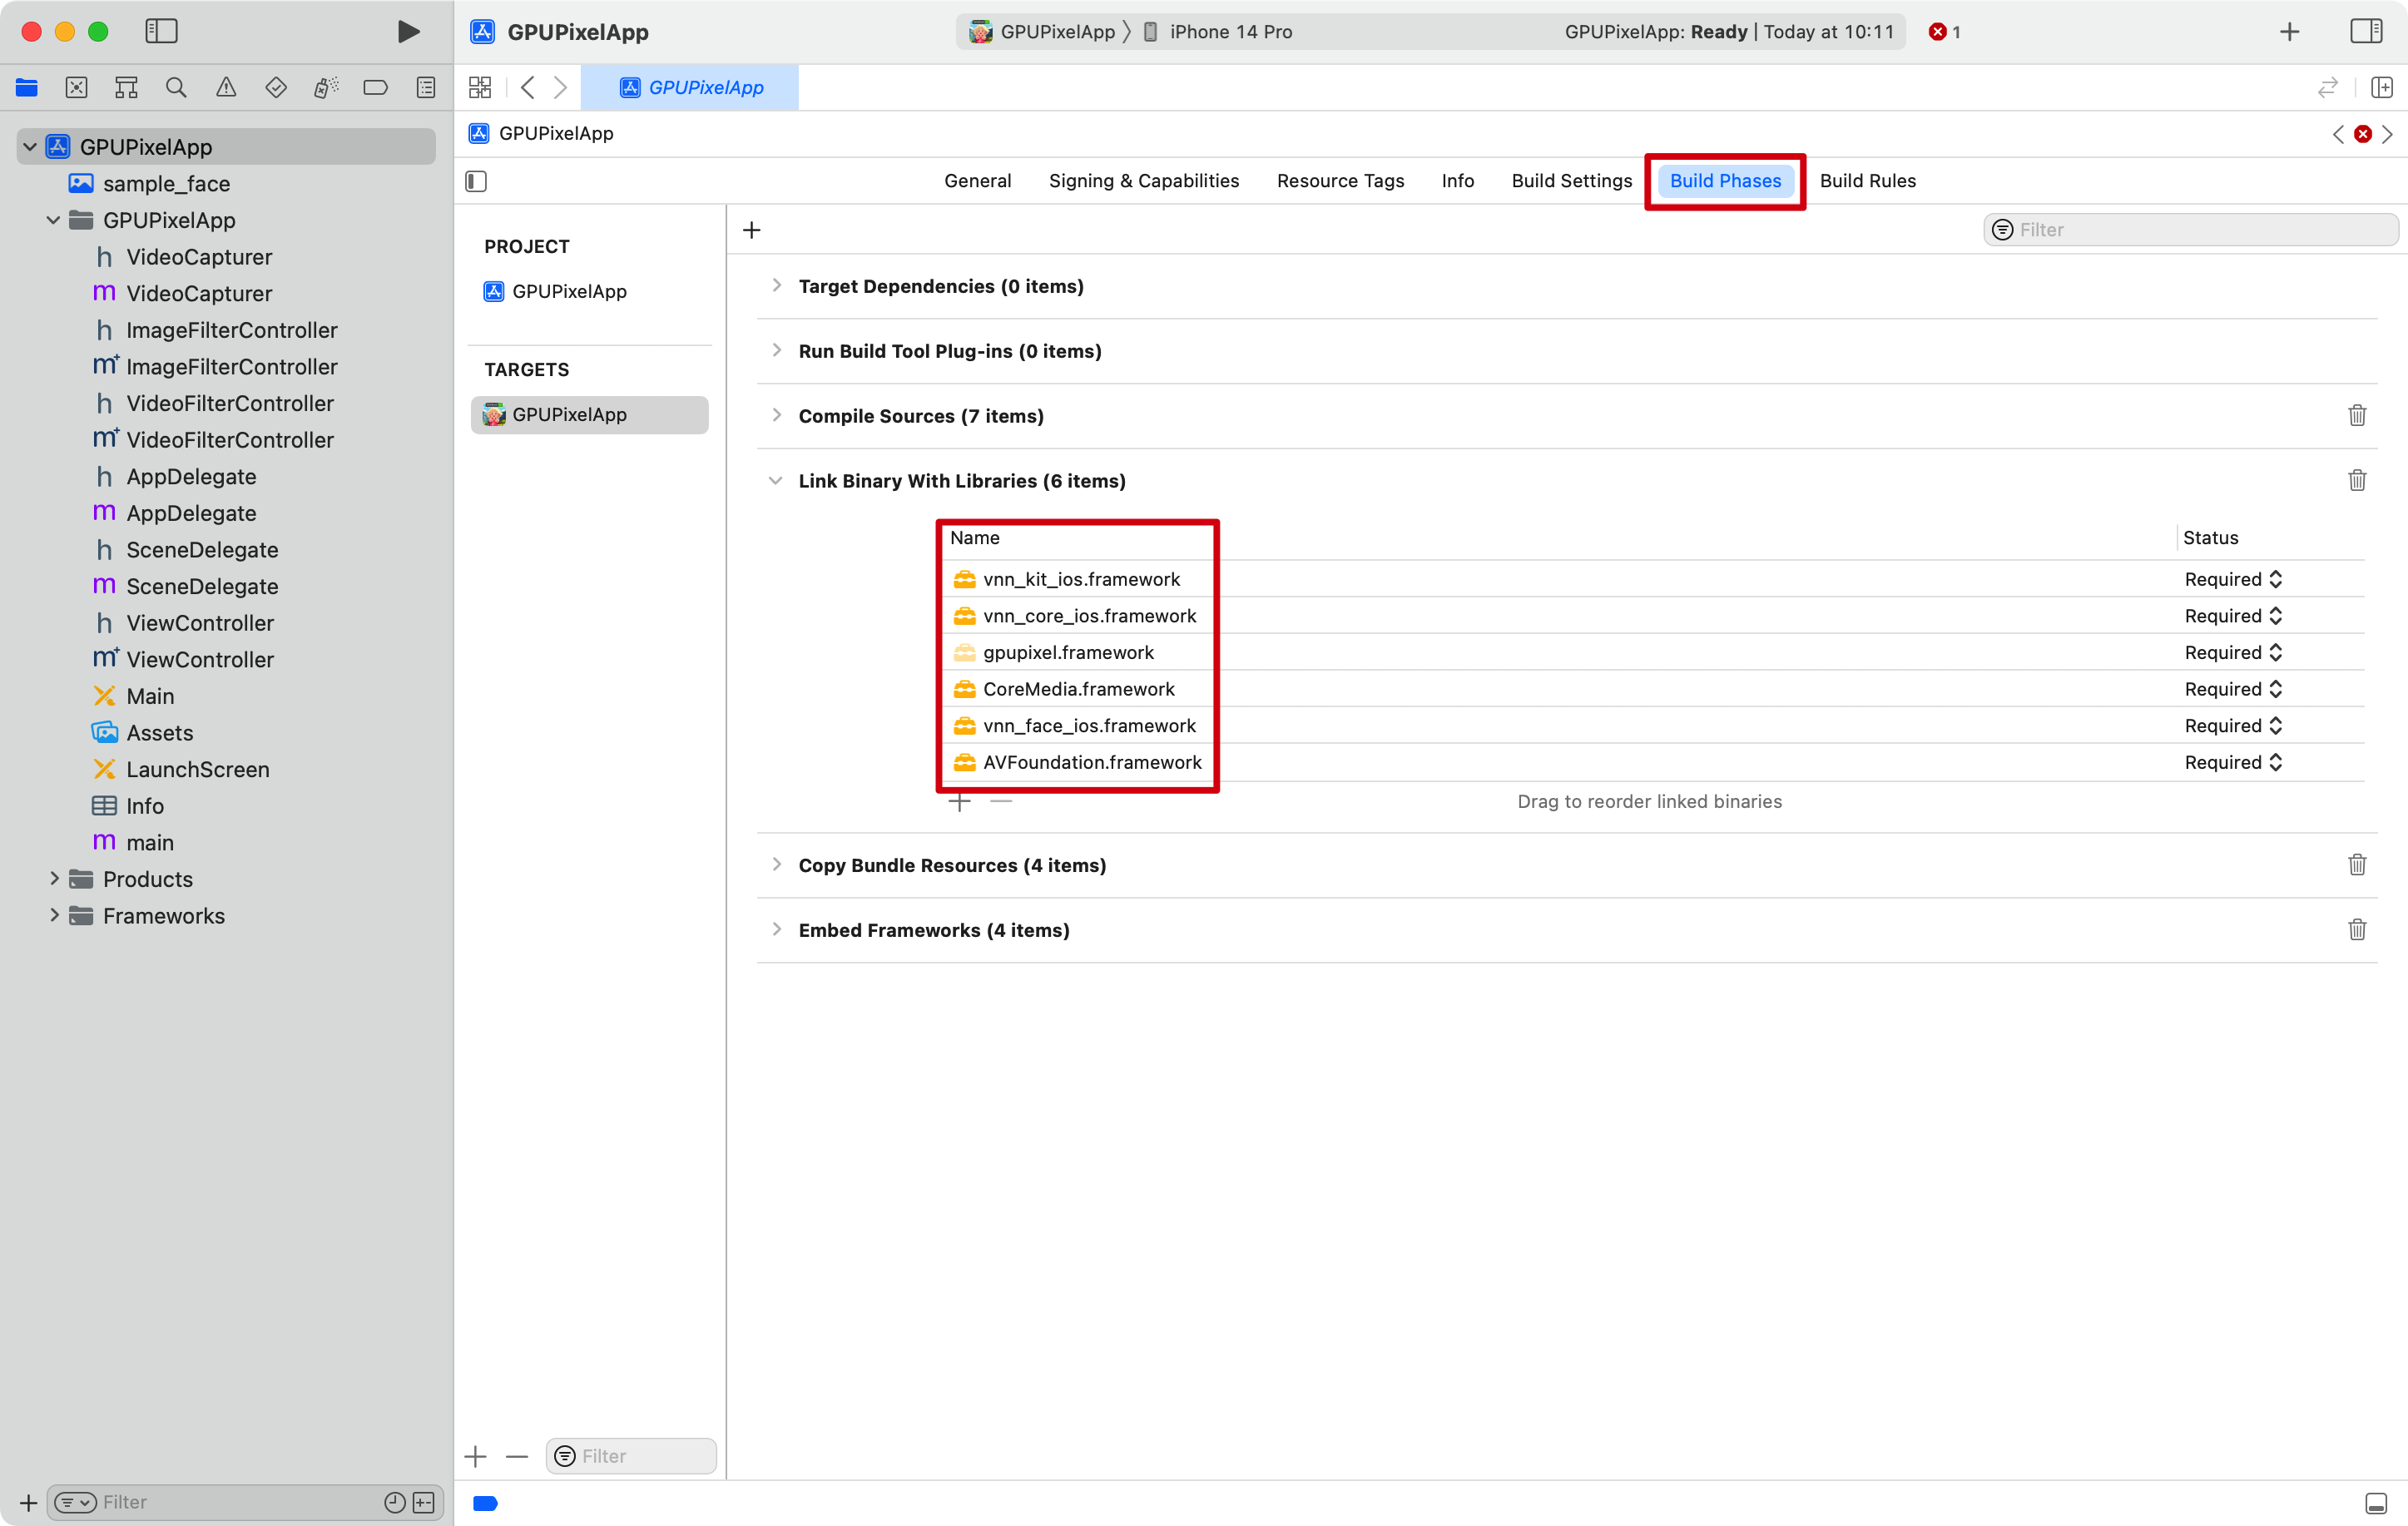 GPUPixelApp
GPUPixelApp 〉 iPhone 14 Pro
GPUPixelApp: Ready | Today at 10:11
1
GPUPixelApp
GPUPixelApp
General
Signing & Capabilities
Resource Tags
Info
Build Settings
Build Phases
Build Rules
GPUPixelApp
sample_face
GPUPixelApp
h VideoCapturer
m VideoCapturer
h ImageFilterController
m+ ImageFilterController
h VideoFilterController
m+ VideoFilterController
h AppDelegate
m AppDelegate
h SceneDelegate
m SceneDelegate
h ViewController
m+ ViewController
Main
Assets
LaunchScreen
Info
m main
Products
Frameworks
Filter
PROJECT
GPUPixelApp
TARGETS
GPUPixelApp
Filter
Filter
Target Dependencies (0 items)
Run Build Tool Plug-ins (0 items)
Compile Sources (7 items)
Link Binary With Libraries (6 items)
Name Status
vnn_kit_ios.framework Required
vnn_core_ios.framework Required
gpupixel.framework Required
CoreMedia.framework Required
vnn_face_ios.framework Required
AVFoundation.framework Required
Drag to reorder linked binaries
Copy Bundle Resources (4 items)
Embed Frameworks (4 items)